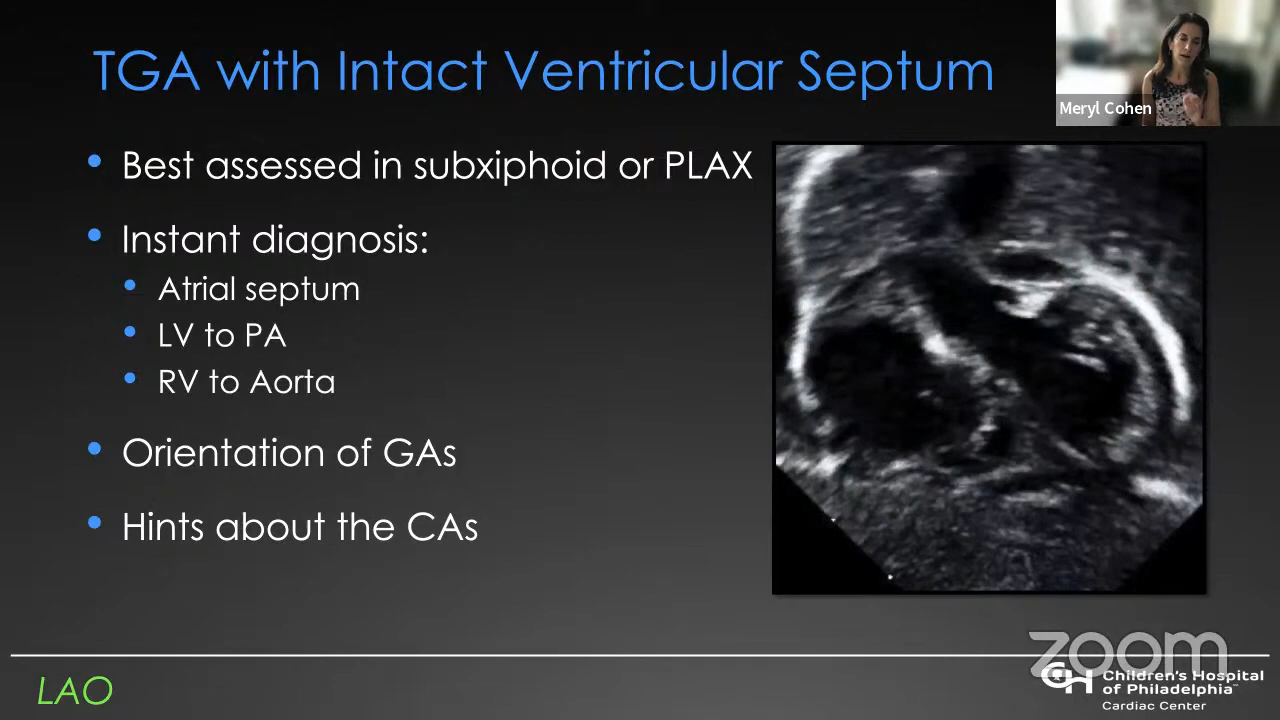 TGA with Intact Ventricular Septum
Meryl Cohen
Best assessed in subxiphoid or PLAX
Instant diagnosis:
Atrial septum
LV to PA
RV to Aorta
Orientation of GAs
Hints about the CAs
LAO
zoom
Children's Hospital
of Philadelphia™
Cardiac Center